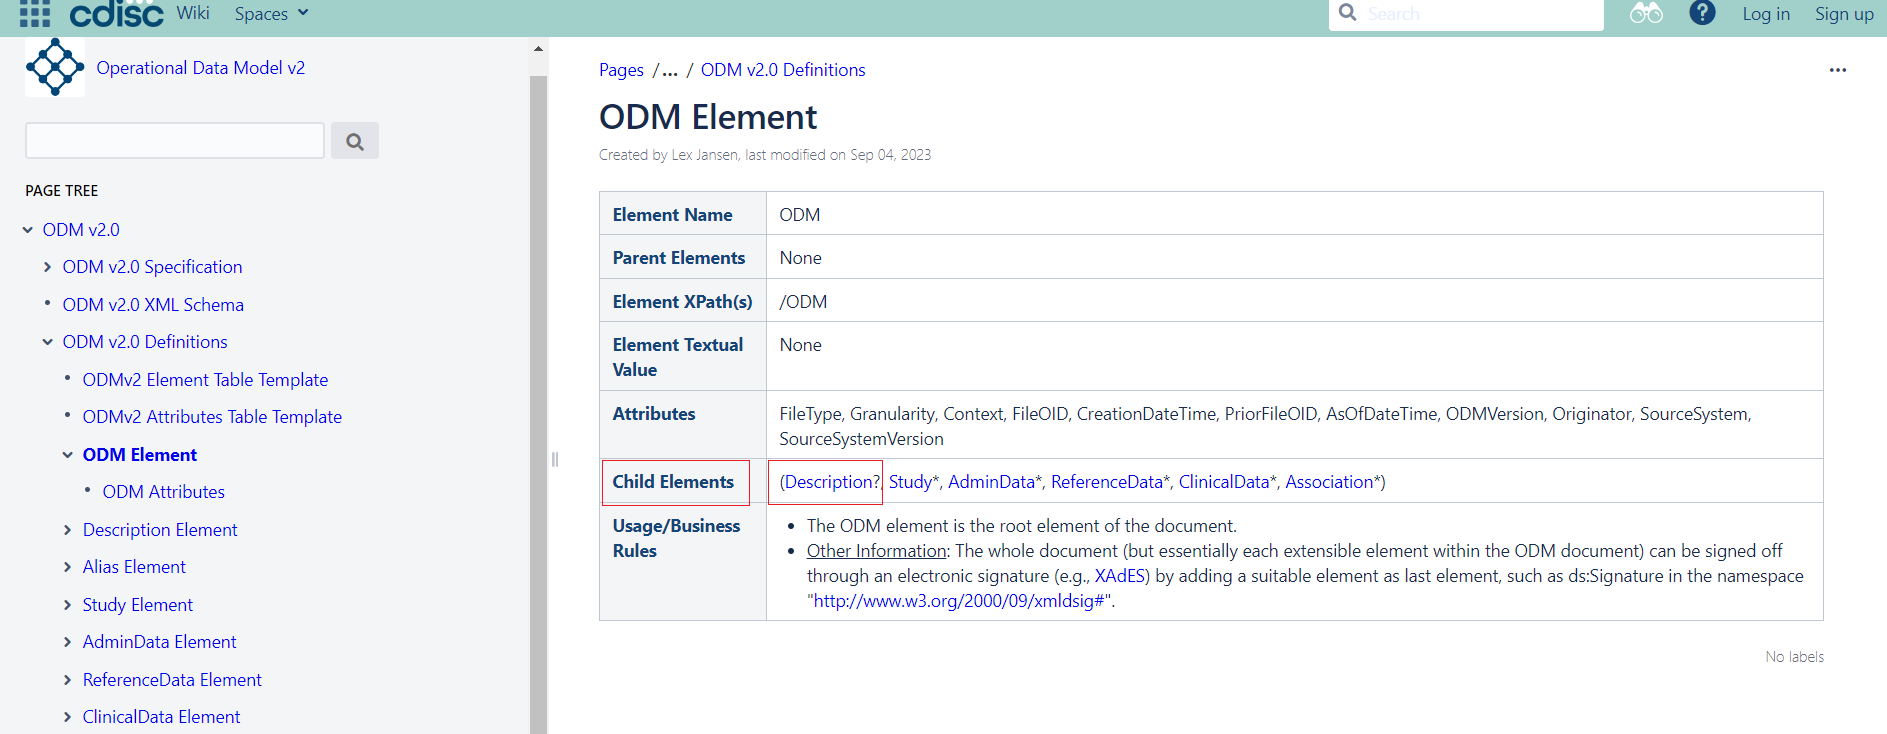 cdisc Wiki Spaces Search Log in Sign up
Operational Data Model v2
PAGE TREE
ODM v2.0
ODM v2.0 Specification
ODM v2.0 XML Schema
ODM v2.0 Definitions
ODMv2 Element Table Template
ODMv2 Attributes Table Template
ODM Element
ODM Attributes
Description Element
Alias Element
Study Element
AdminData Element
ReferenceData Element
ClinicalData Element
Pages / ... / ODM v2.0 Definitions
ODM Element
Created by Lex Jansen, last modified on Sep 04, 2023
Element Name ODM
Parent Elements None
Element XPath(s) /ODM
Element Textual
Value
None
Attributes
FileType, Granularity, Context, FileOID, CreationDateTime, PriorFileOID, AsOfDateTime, ODMVersion, Originator, SourceSystem,
SourceSystemVersion
Child Elements (Description?, Study*, AdminData*, ReferenceData*, ClinicalData*, Association*)
Usage/Business
Rules
• The ODM element is the root element of the document.
• Other Information: The whole document (but essentially each extensible element within the ODM document) can be signed off
through an electronic signature (e.g., XAdES) by adding a suitable element as last element, such as ds:Signature in the namespace
"http://www.w3.org/2000/09/xmldsig#".
No labels